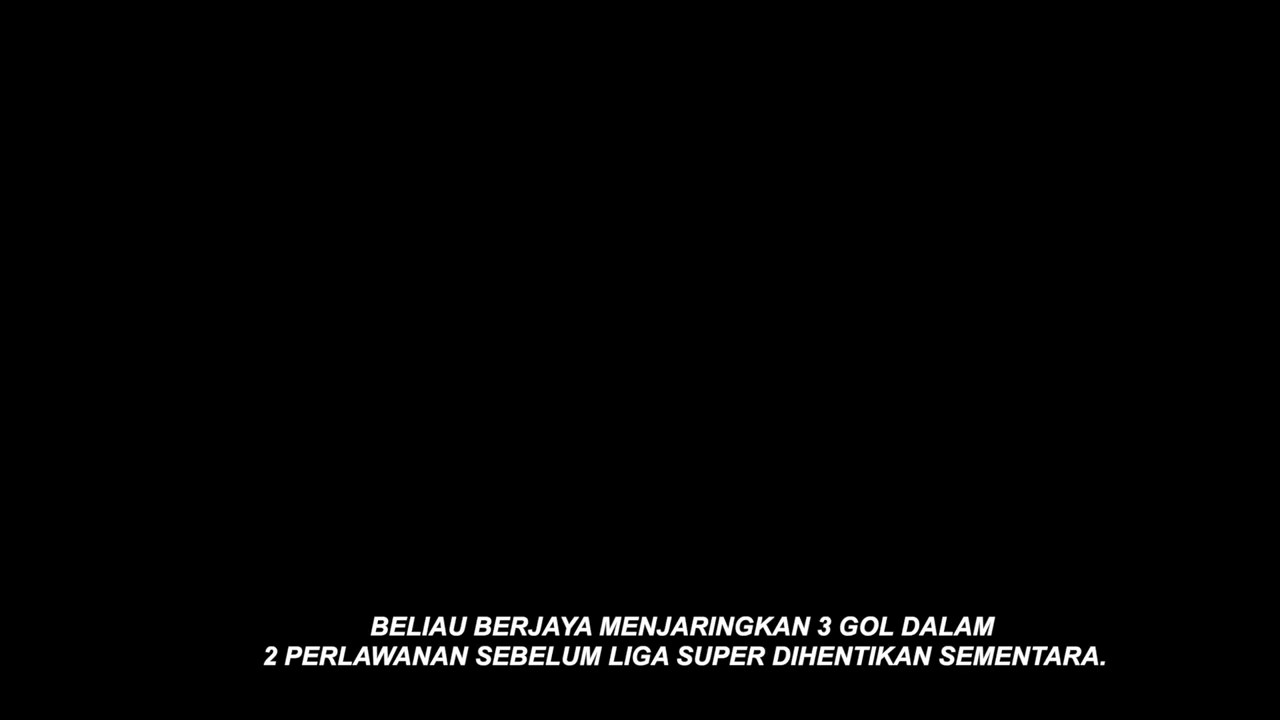 BELIAU BERJAYA MENJARINGKAN 3 GOL DALAM
2 PERLAWANAN SEBELUM LIGA SUPER DIHENTIKAN SEMENTARA.